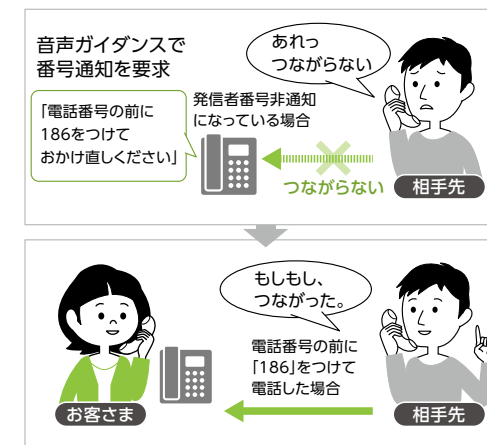 音声ガイダンスで
番号通知を要求
「電話番号の前に
186をつけて
おかけ直しください」
発信者番号非通知
になっている場合
あれっ
つながらない
つながらない
相手先
もしもし、
つながった。
電話番号の前に
「186」をつけて
電話した場合
お客さま
相手先